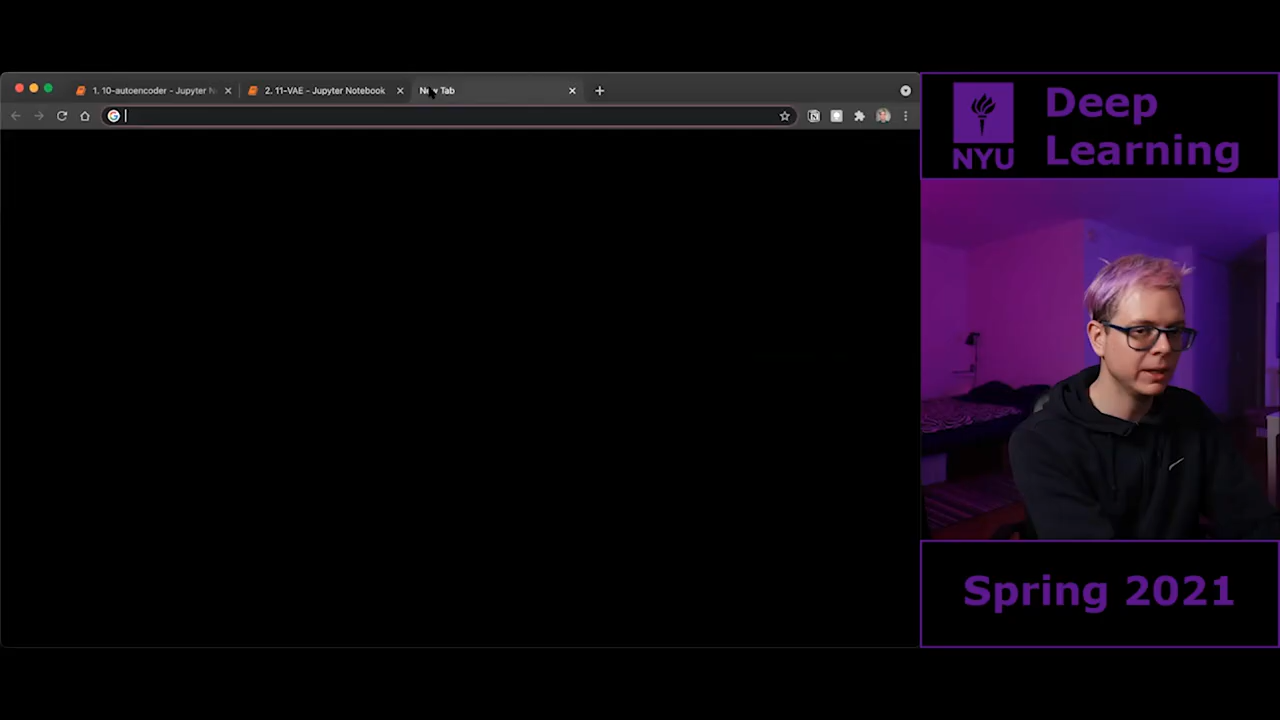 1. 10-autoencoder - Jupyter N
2. 11-VAE - Jupyter Notebook
New Tab
NYU
Deep
Learning
Spring 2021